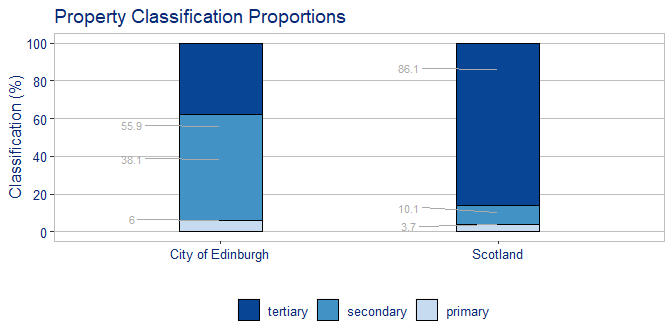 Property Classification Proportions
Classification (%)
100
80
60
40
20
0
55.9
38.1
6
86.1
10.1
3.7
City of Edinburgh
Scotland
tertiary
secondary
primary